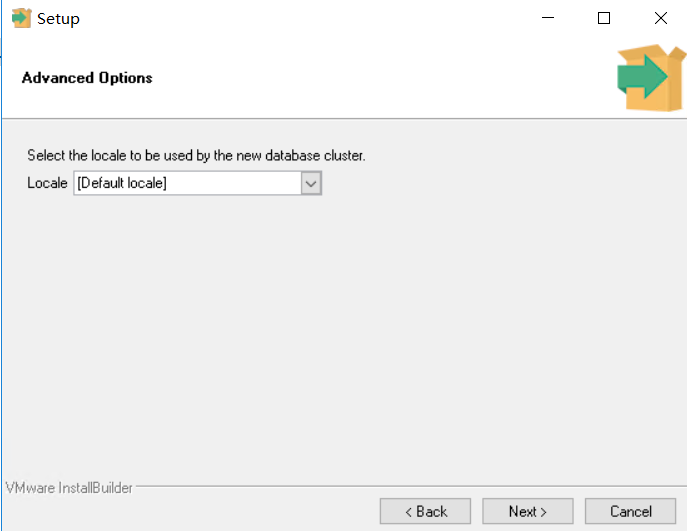 Setup
Advanced Options
Select the locale to be used by the new database cluster.
Locale [Default locale]
VMware InstallBuilder
< Back Next > Cancel